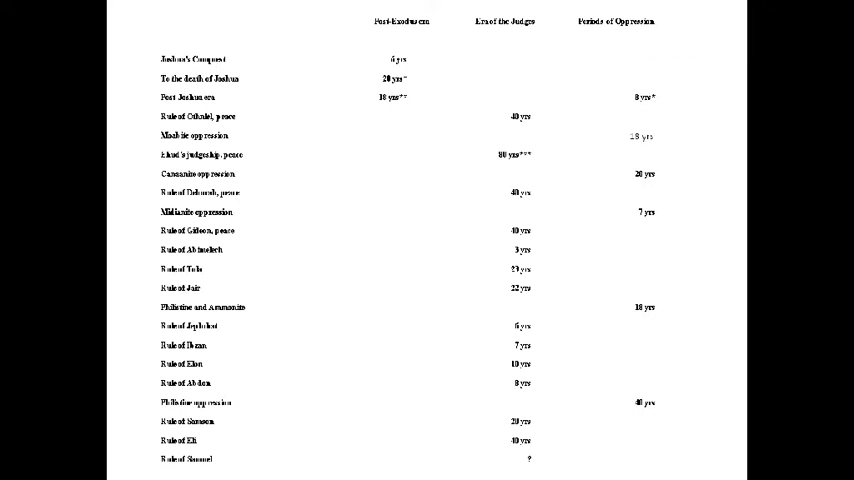 Post-Exodus era Era of the Judges Periods of Oppression
Joshua's Conquest 6 yrs
To the death of Joshua 20 yrs*
Post Joshua era 18 yrs** 8 yrs*
Rule of Othniel, peace 40 yrs
Moabite oppression 18 yrs
Ehud's judgeship, peace 80 yrs***
Canaanite oppression 20 yrs
Rule of Deborah, peace 40 yrs
Midianite oppression 7 yrs
Rule of Gideon, peace 40 yrs
Rule of Abimelech 3 yrs
Rule of Tola 23 yrs
Rule of Jair 22 yrs
Philistine and Ammonite 18 yrs
Rule of Jephthat 6 yrs
Rule of Ibzan 7 yrs
Rule of Elon 10 yrs
Rule of Abdon 8 yrs
Philistine oppression 40 yrs
Rule of Samson 20 yrs
Rule of Eli 40 yrs
Rule of Samuel ?